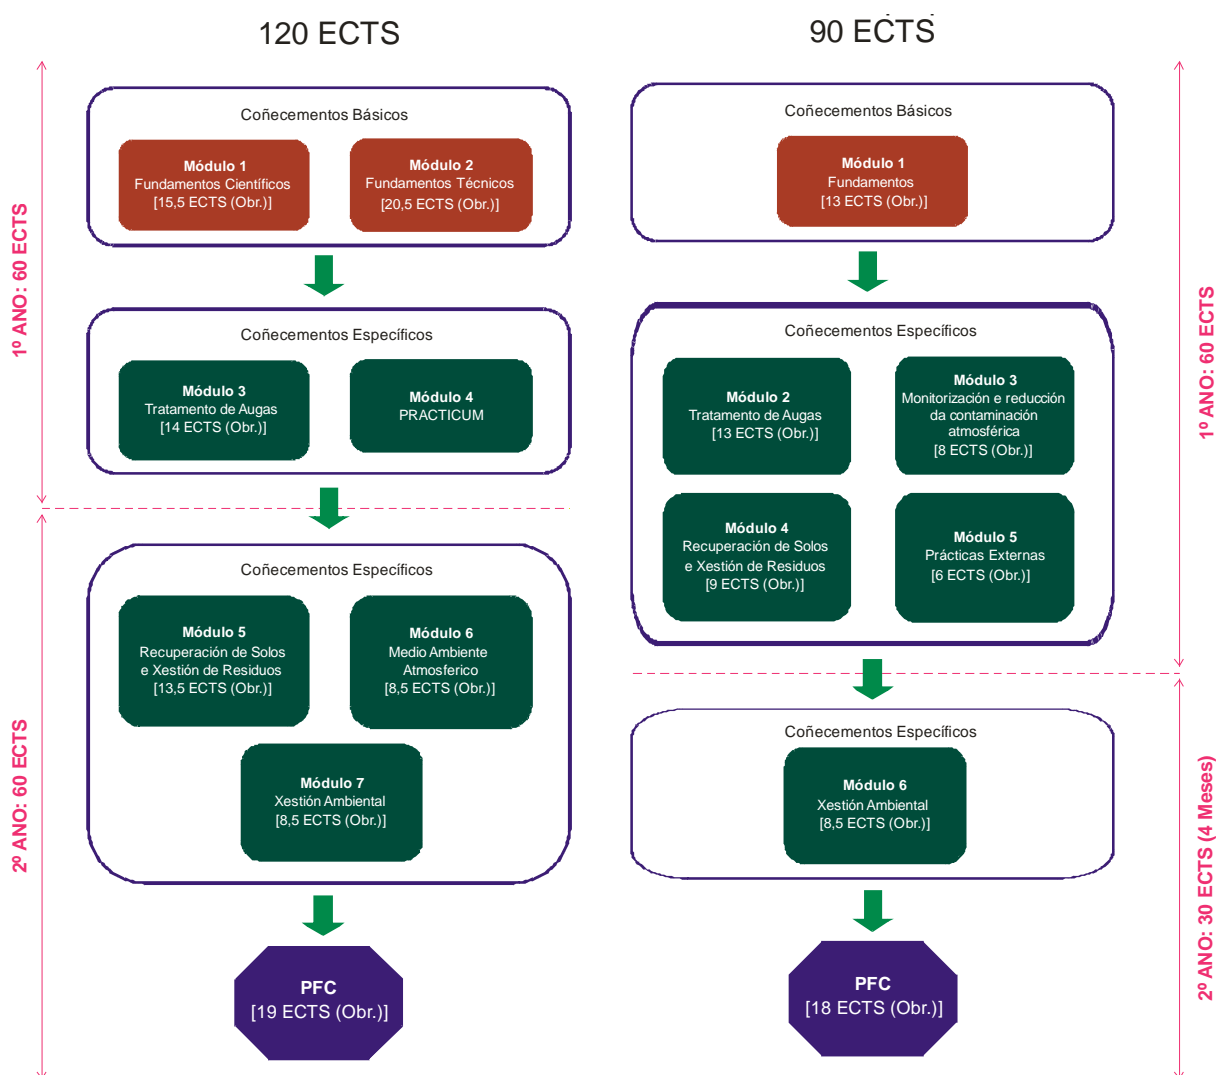 120 ECTS
1º ANO: 60 ECTS
Coñecementos Básicos
Módulo 1
Fundamentos Científicos
[15,5 ECTS (Obr.)]
Módulo 2
Fundamentos Técnicos
[20,5 ECTS (Obr.)]
Coñecementos Específicos
Módulo 3
Tratamento de Augas
[14 ECTS (Obr.)]
Módulo 4
PRACTICUM
2º ANO: 60 ECTS
Coñecementos Específicos
Módulo 5
Recuperación de Solos
e Xestión de Residuos
[13,5 ECTS (Obr.)]
Módulo 6
Medio Ambiente
Atmosferico
[8,5 ECTS (Obr.)]
Módulo 7
Xestión Ambiental
[8,5 ECTS (Obr.)]
PFC
[19 ECTS (Obr.)]
90 ECTS
1º ANO: 60 ECTS
Coñecementos Básicos
Módulo 1
Fundamentos
[13 ECTS (Obr.)]
Coñecementos Específicos
Módulo 2
Tratamento de Augas
[13 ECTS (Obr.)]
Módulo 3
Monitorización e reducción
da contaminación
atmosférica
[8 ECTS (Obr.)]
Módulo 4
Recuperación de Solos
e Xestión de Residuos
[9 ECTS (Obr.)]
Módulo 5
Prácticas Externas
[6 ECTS (Obr.)]
2º ANO: 30 ECTS (4 Meses)
Coñecementos Específicos
Módulo 6
Xestión Ambiental
[8,5 ECTS (Obr.)]
PFC
[18 ECTS (Obr.)]